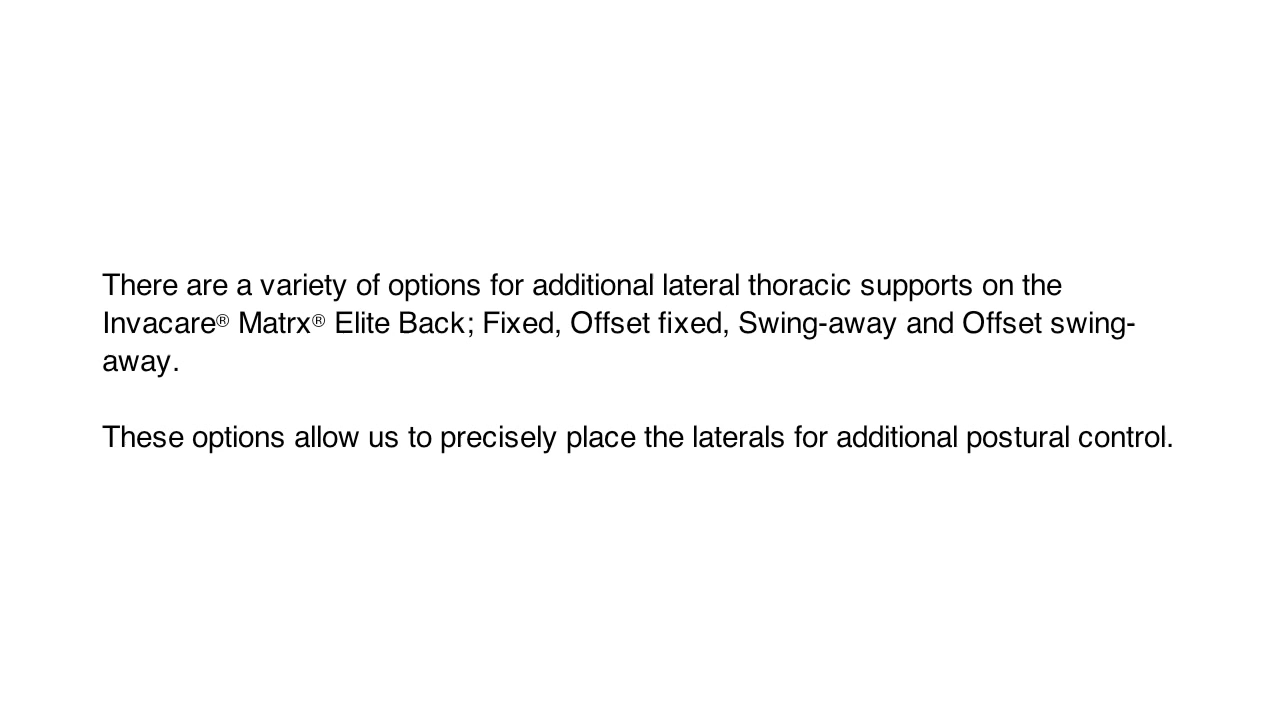 There are a variety of options for additional lateral thoracic supports on the
Invacare® Matrx® Elite Back; Fixed, Offset fixed, Swing-away and Offset swing-
away.
These options allow us to precisely place the laterals for additional postural control.